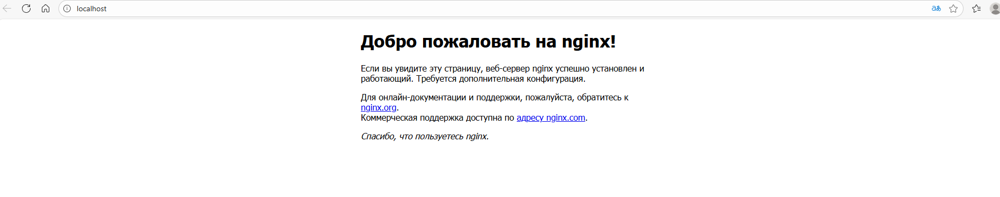 localhost
Добро пожаловать на nginx!
Если вы увидите эту страницу, веб-сервер nginx успешно установлен и
работающий. Требуется дополнительная конфигурация.
Для онлайн-документации и поддержки, пожалуйста, обратитесь к
nginx.org.
Коммерческая поддержка доступна по адресу nginx.com.
Спасибо, что пользуетесь nginx.